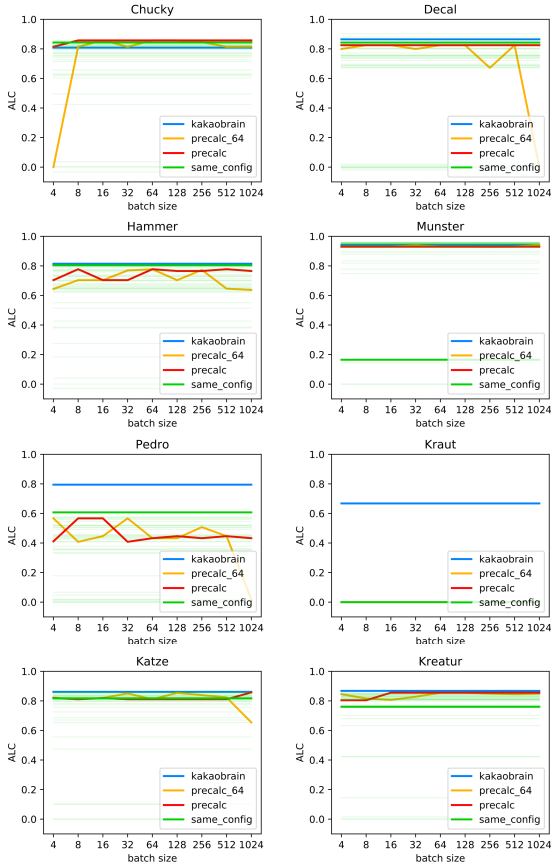 Chucky
1.0
0.8
0.6
0.4
0.2
0.0
ALC
kakaobrain
precalc_64
precalc
same_config
4 8 16 32 64 128 256 512 1024
batch size
Decal
1.0
0.8
0.6
0.4
0.2
0.0
ALC
kakaobrain
precalc_64
precalc
same_config
4 8 16 32 64 128 256 512 1024
batch size
Hammer
1.0
0.8
0.6
0.4
0.2
0.0
ALC
kakaobrain
precalc_64
precalc
same_config
4 8 16 32 64 128 256 512 1024
batch size
Munster
1.0
0.8
0.6
0.4
0.2
0.0
ALC
kakaobrain
precalc_64
precalc
same_config
4 8 16 32 64 128 256 512 1024
batch size
Pedro
1.0
0.8
0.6
0.4
0.2
0.0
ALC
kakaobrain
precalc_64
precalc
same_config
4 8 16 32 64 128 256 512 1024
batch size
Kraut
1.0
0.8
0.6
0.4
0.2
0.0
ALC
kakaobrain
precalc_64
precalc
same_config
4 8 16 32 64 128 256 512 1024
batch size
Katze
1.0
0.8
0.6
0.4
0.2
0.0
ALC
kakaobrain
precalc_64
precalc
same_config
4 8 16 32 64 128 256 512 1024
batch size
Kreatur
1.0
0.8
0.6
0.4
0.2
0.0
ALC
kakaobrain
precalc_64
precalc
same_config
4 8 16 32 64 128 256 512 1024
batch size